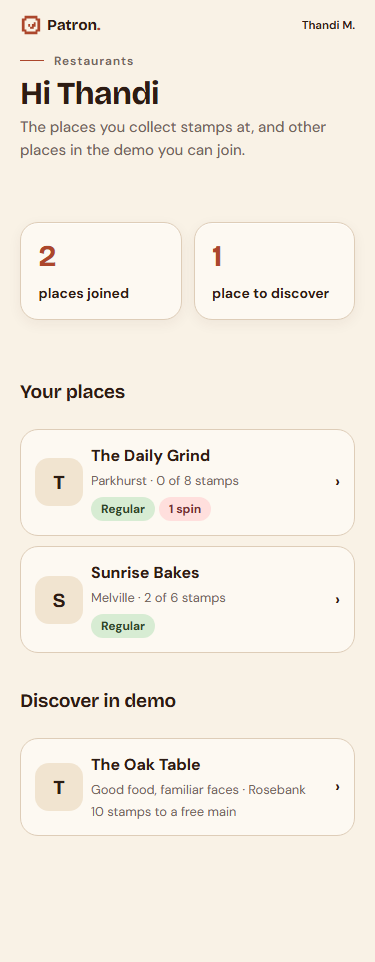 Patron.
Thandi M.
Restaurants
Hi Thandi
The places you collect stamps at, and other
places in the demo you can join.
2
places joined
1
place to discover
Your places
T
The Daily Grind
Parkhurst · 0 of 8 stamps
Regular
1 spin
›
S
Sunrise Bakes
Melville · 2 of 6 stamps
Regular
›
Discover in demo
T
The Oak Table
Good food, familiar faces · Rosebank
10 stamps to a free main
›